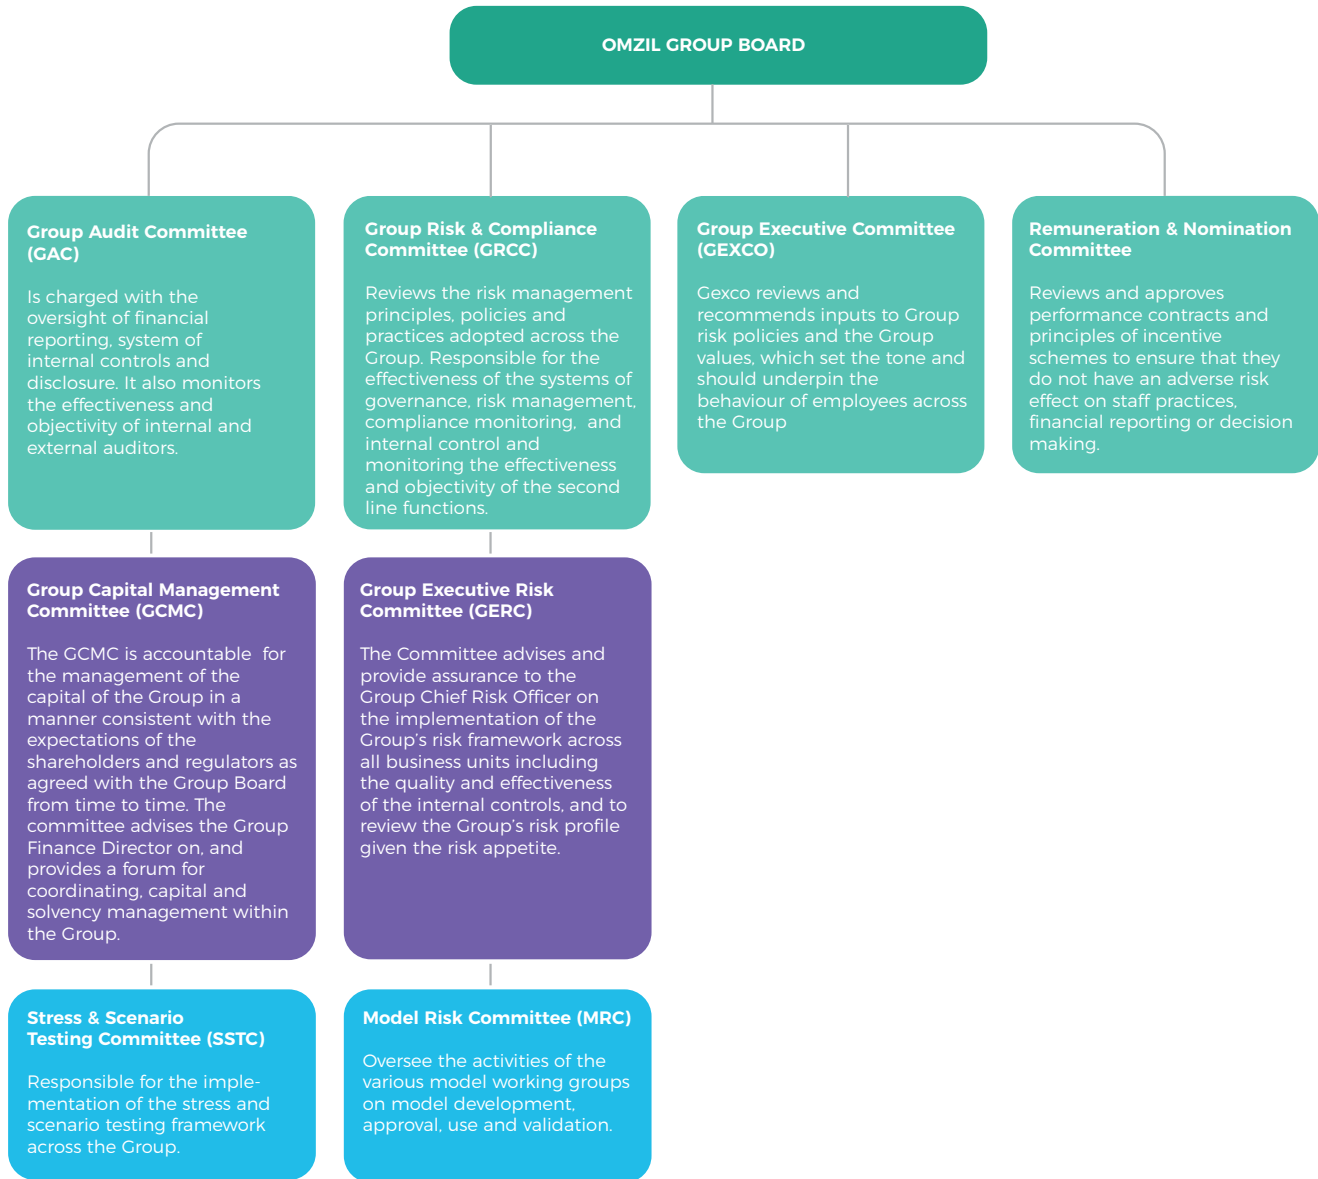 OMZIL GROUP BOARD
Group Audit Committee
(GAC)
Is charged with the
oversight of financial
reporting, system of
internal controls and
disclosure. It also monitors
the effectiveness and
objectivity of internal and
external auditors.
Group Risk & Compliance
Committee (GRCC)
Reviews the risk management
principles, policies and
practices adopted across the
Group. Responsible for the
effectiveness of the systems of
governance, risk management,
compliance monitoring,  and
internal control and
monitoring the effectiveness
and objectivity of the second
line functions.
Group Executive Committee
(GEXCO)
Gexco reviews and
recommends inputs to Group
risk policies and the Group
values, which set the tone and
should underpin the
behaviour of employees across
the Group
Remuneration & Nomination
Committee
Reviews and approves
performance contracts and
principles of incentive
schemes to ensure that they
do not have an adverse risk
effect on staff practices,
financial reporting or decision
making.
Group Capital Management
Committee (GCMC)
The GCMC is accountable  for
the management of the
capital of the Group in a
manner consistent with the
expectations of the
shareholders and regulators as
agreed with the Group Board
from time to time. The
committee advises the Group
Finance Director on, and
provides a forum for
coordinating, capital and
solvency management within
the Group.
Group Executive Risk
Committee (GERC)
The Committee advises and
provide assurance to the
Group Chief Risk Officer on
the implementation of the
Group’s risk framework across
all business units including
the quality and effectiveness
of the internal controls, and to
review the Group’s risk profile
given the risk appetite.
Stress & Scenario
Testing Committee (SSTC)
Responsible for the imple-
mentation of the stress and
scenario testing framework
across the Group.
Model Risk Committee (MRC)
Oversee the activities of the
various model working groups
on model development,
approval, use and validation.